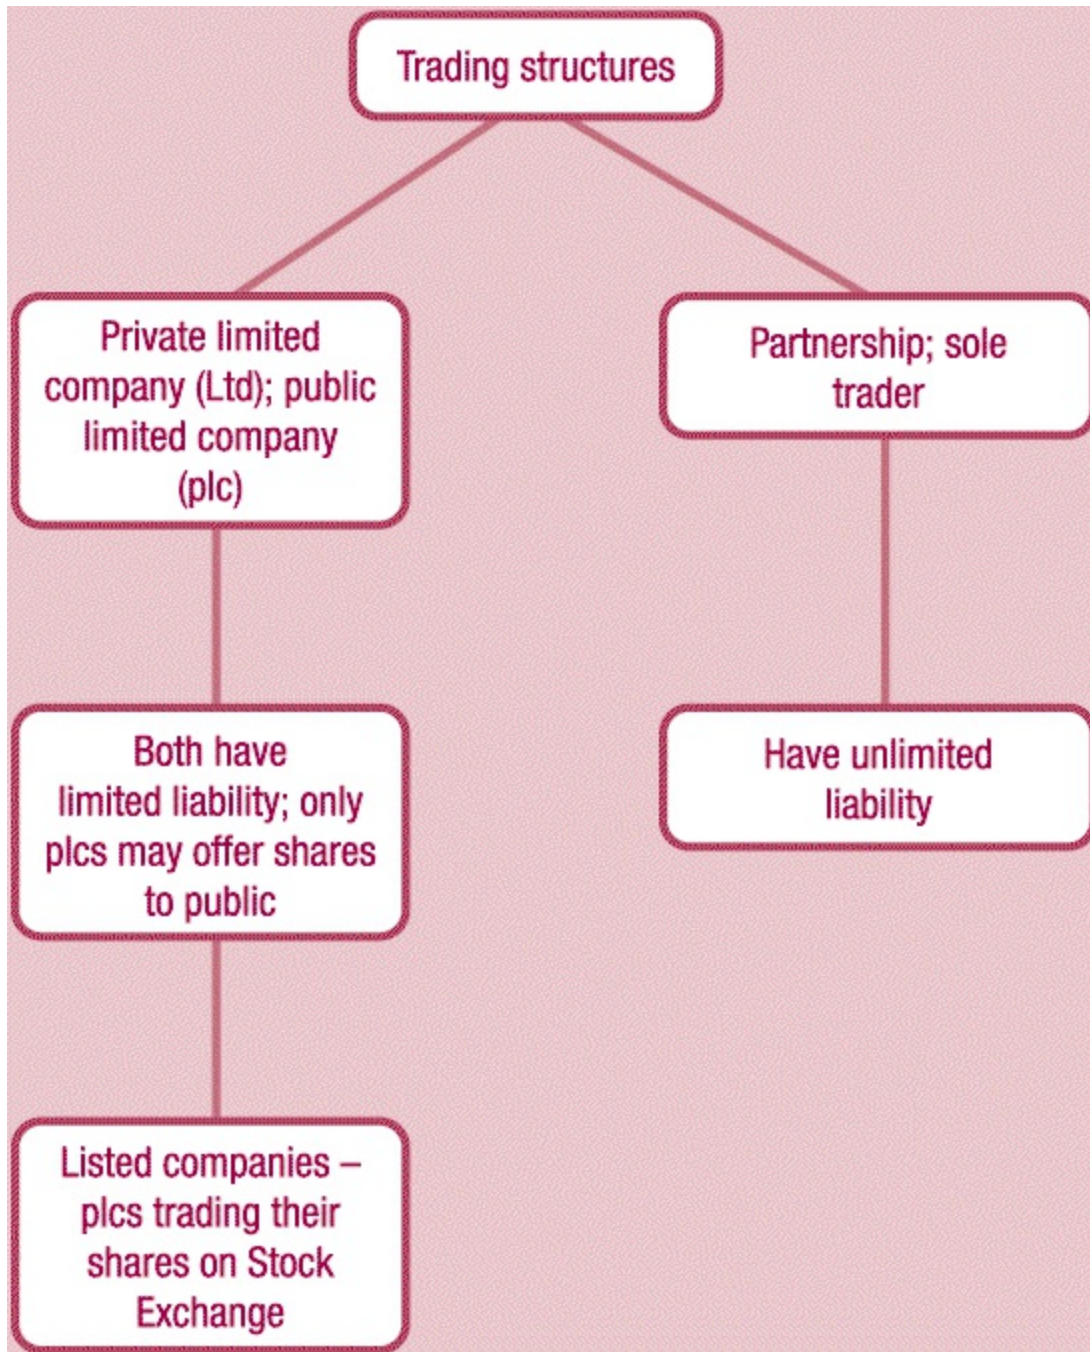 Trading structures
Private limited
company (Ltd); public
limited company
(plc)
Partnership; sole
trader
Both have
limited liability; only
plcs may offer shares
to public
Have unlimited
liability
Listed companies –
plcs trading their
shares on Stock
Exchange